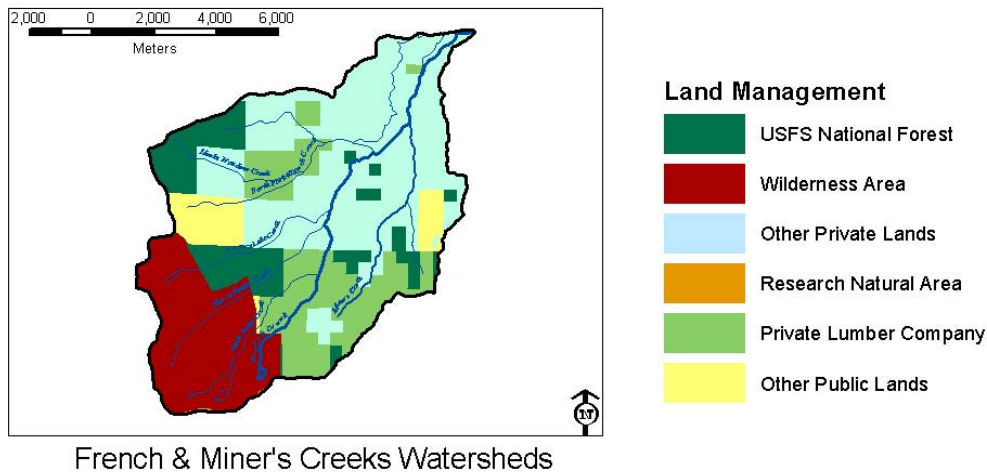 2,000 0 2,000 4,000 6,000
Meters
Land Management
USFS National Forest
Wilderness Area
Other Private Lands
Research Natural Area
Private Lumber Company
Other Public Lands
N
French & Miner's Creeks Watersheds